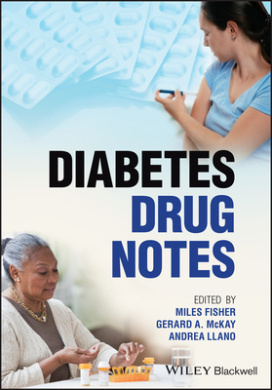 DIABETES
DRUG
NOTES
EDITED BY
MILES FISHER
GERARD A. McKAY
ANDREA LLANO
WILEY Blackwell